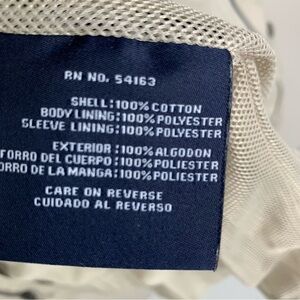 RN NO. 54163
SHELL:100% COTTON
BODY LINING:100% POLYESTER
SLEEVE LINING:100% POLYESTER
EXTERIOR:100% ALGODON
TORRO DEL CUERPO:100% POLIESTER
ORRO DE LA MANGA:100% POLIESTER
CARE ON REVERSE
CUIDADO AL REVERSO